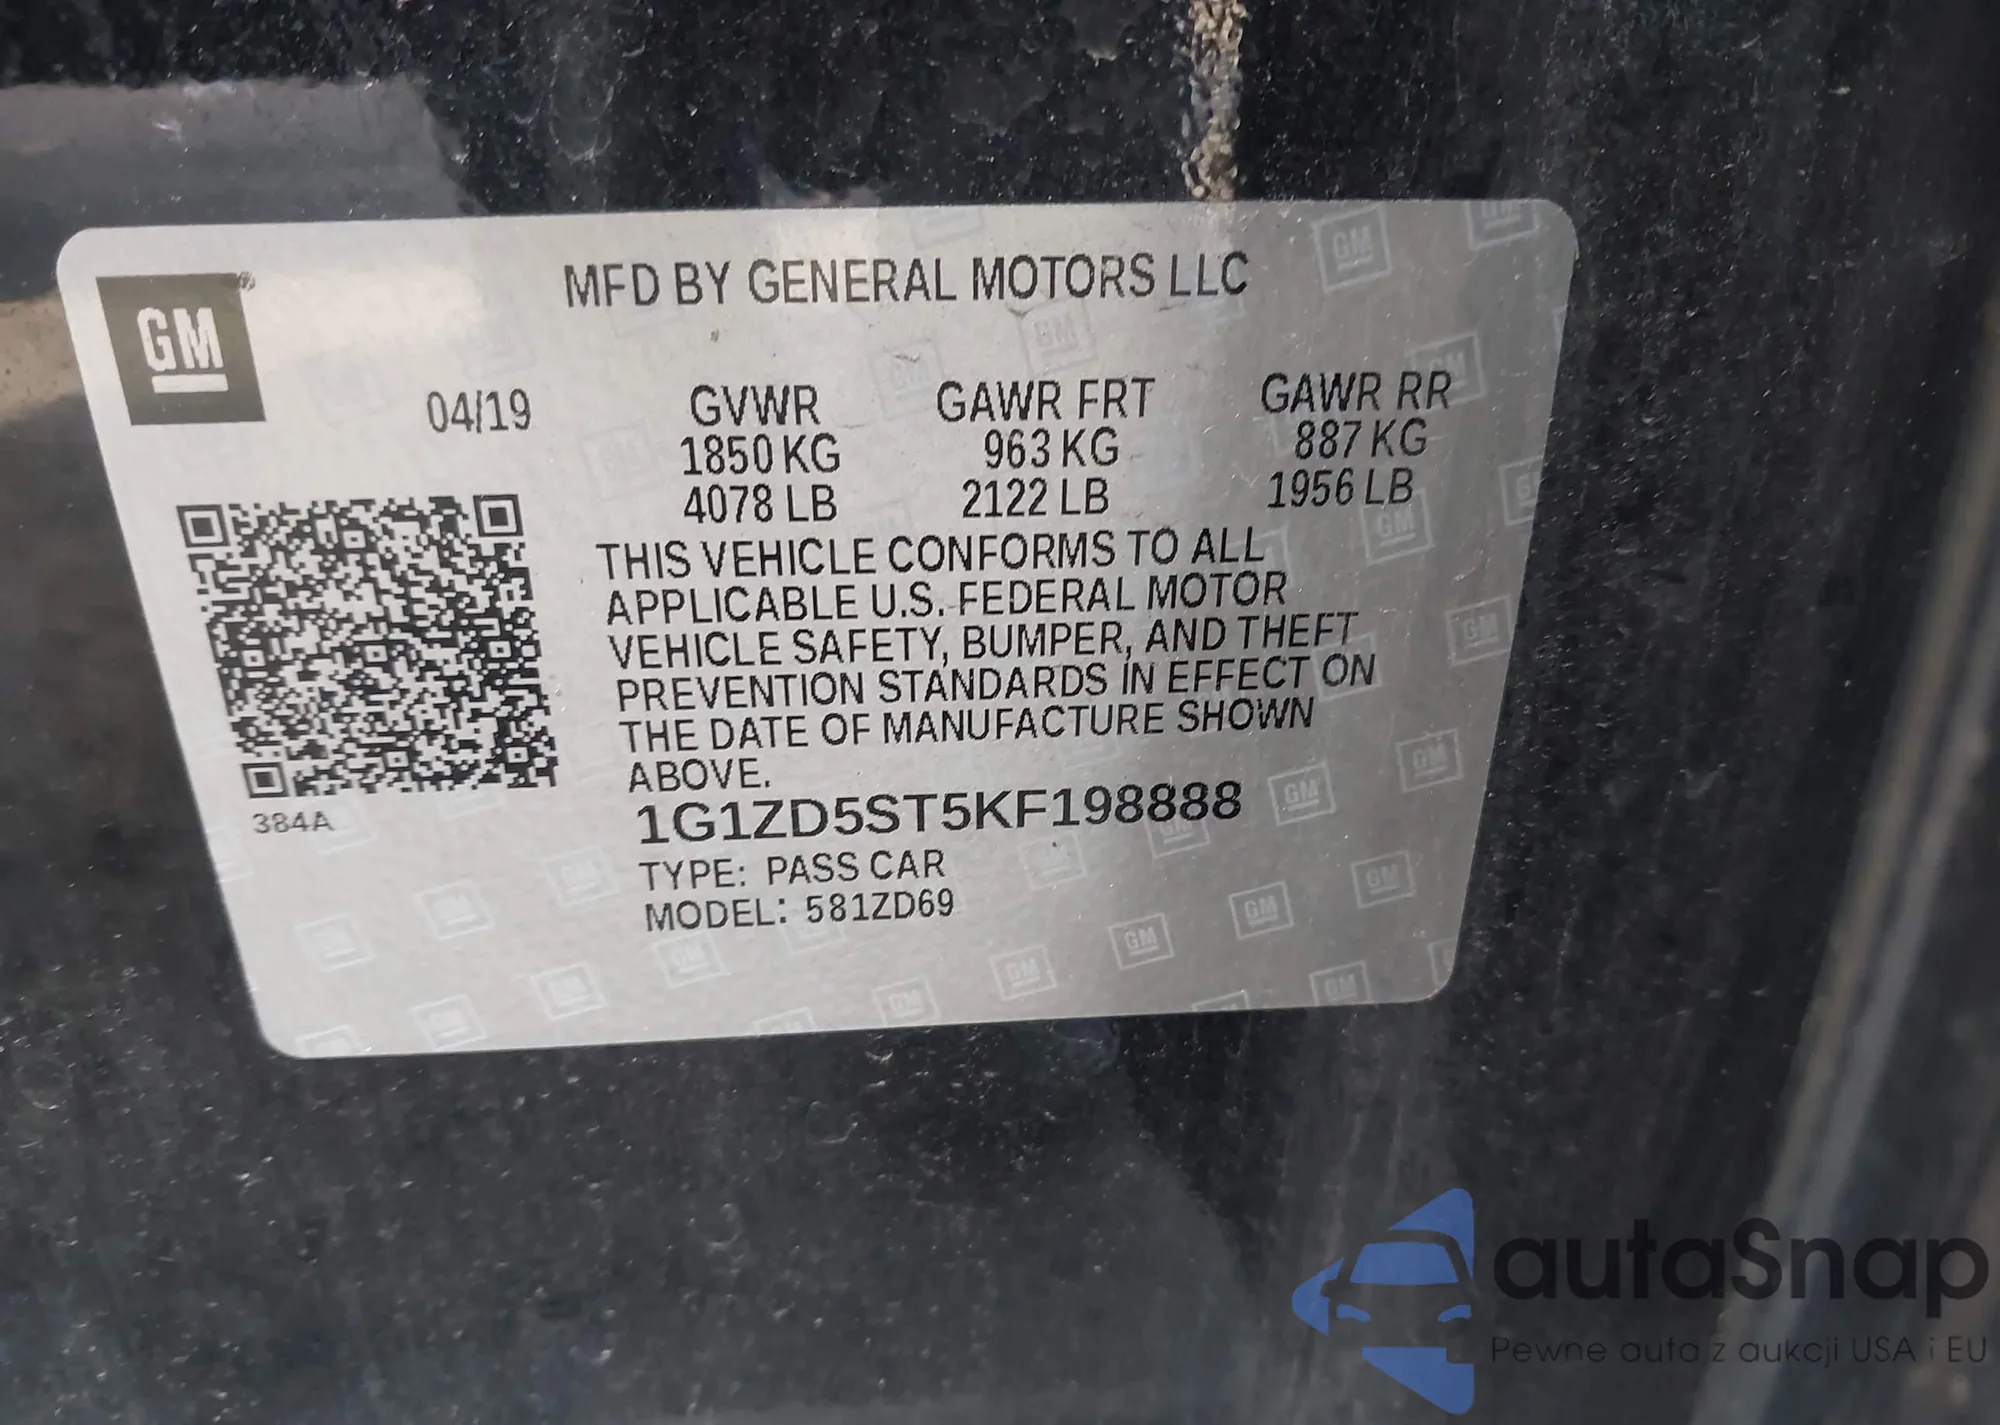 GM
MFD BY GENERAL MOTORS LLC
04/19
GVWR GAWR FRT GAWR RR
1850 KG 963 KG 887 KG
4078 LB 2122 LB 1956 LB
THIS VEHICLE CONFORMS TO ALL
APPLICABLE U.S. FEDERAL MOTOR
VEHICLE SAFETY, BUMPER, AND THEFT
PREVENTION STANDARDS IN EFFECT ON
THE DATE OF MANUFACTURE SHOWN
ABOVE.
384A
1G1ZD5ST5KF198888
TYPE: PASS CAR
MODEL: 581ZD69
autaSnap
Pewne auta z aukcji USA i EU